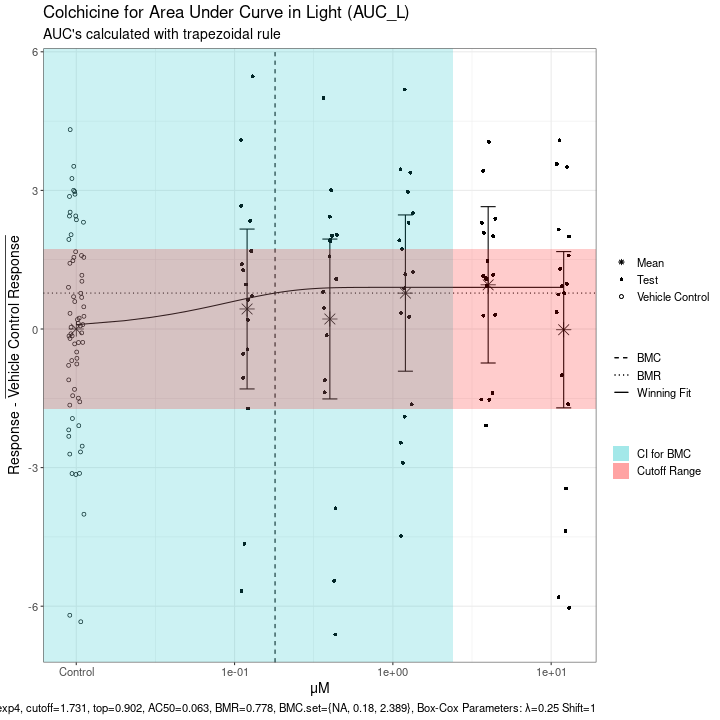 Colchicine for Area Under Curve in Light (AUC_L)
AUC's calculated with trapezoidal rule
Response - Vehicle Control Response
6
3
0
-3
-6
Control
1e-01
1e+00
1e+01
µM
Mean
Test
Vehicle Control
BMC
BMR
Winning Fit
CI for BMC
Cutoff Range
exp4, cutoff=1.731, top=0.902, AC50=0.063, BMR=0.778, BMC.set={NA, 0.18, 2.389}, Box-Cox Parameters: λ=0.25 Shift=1